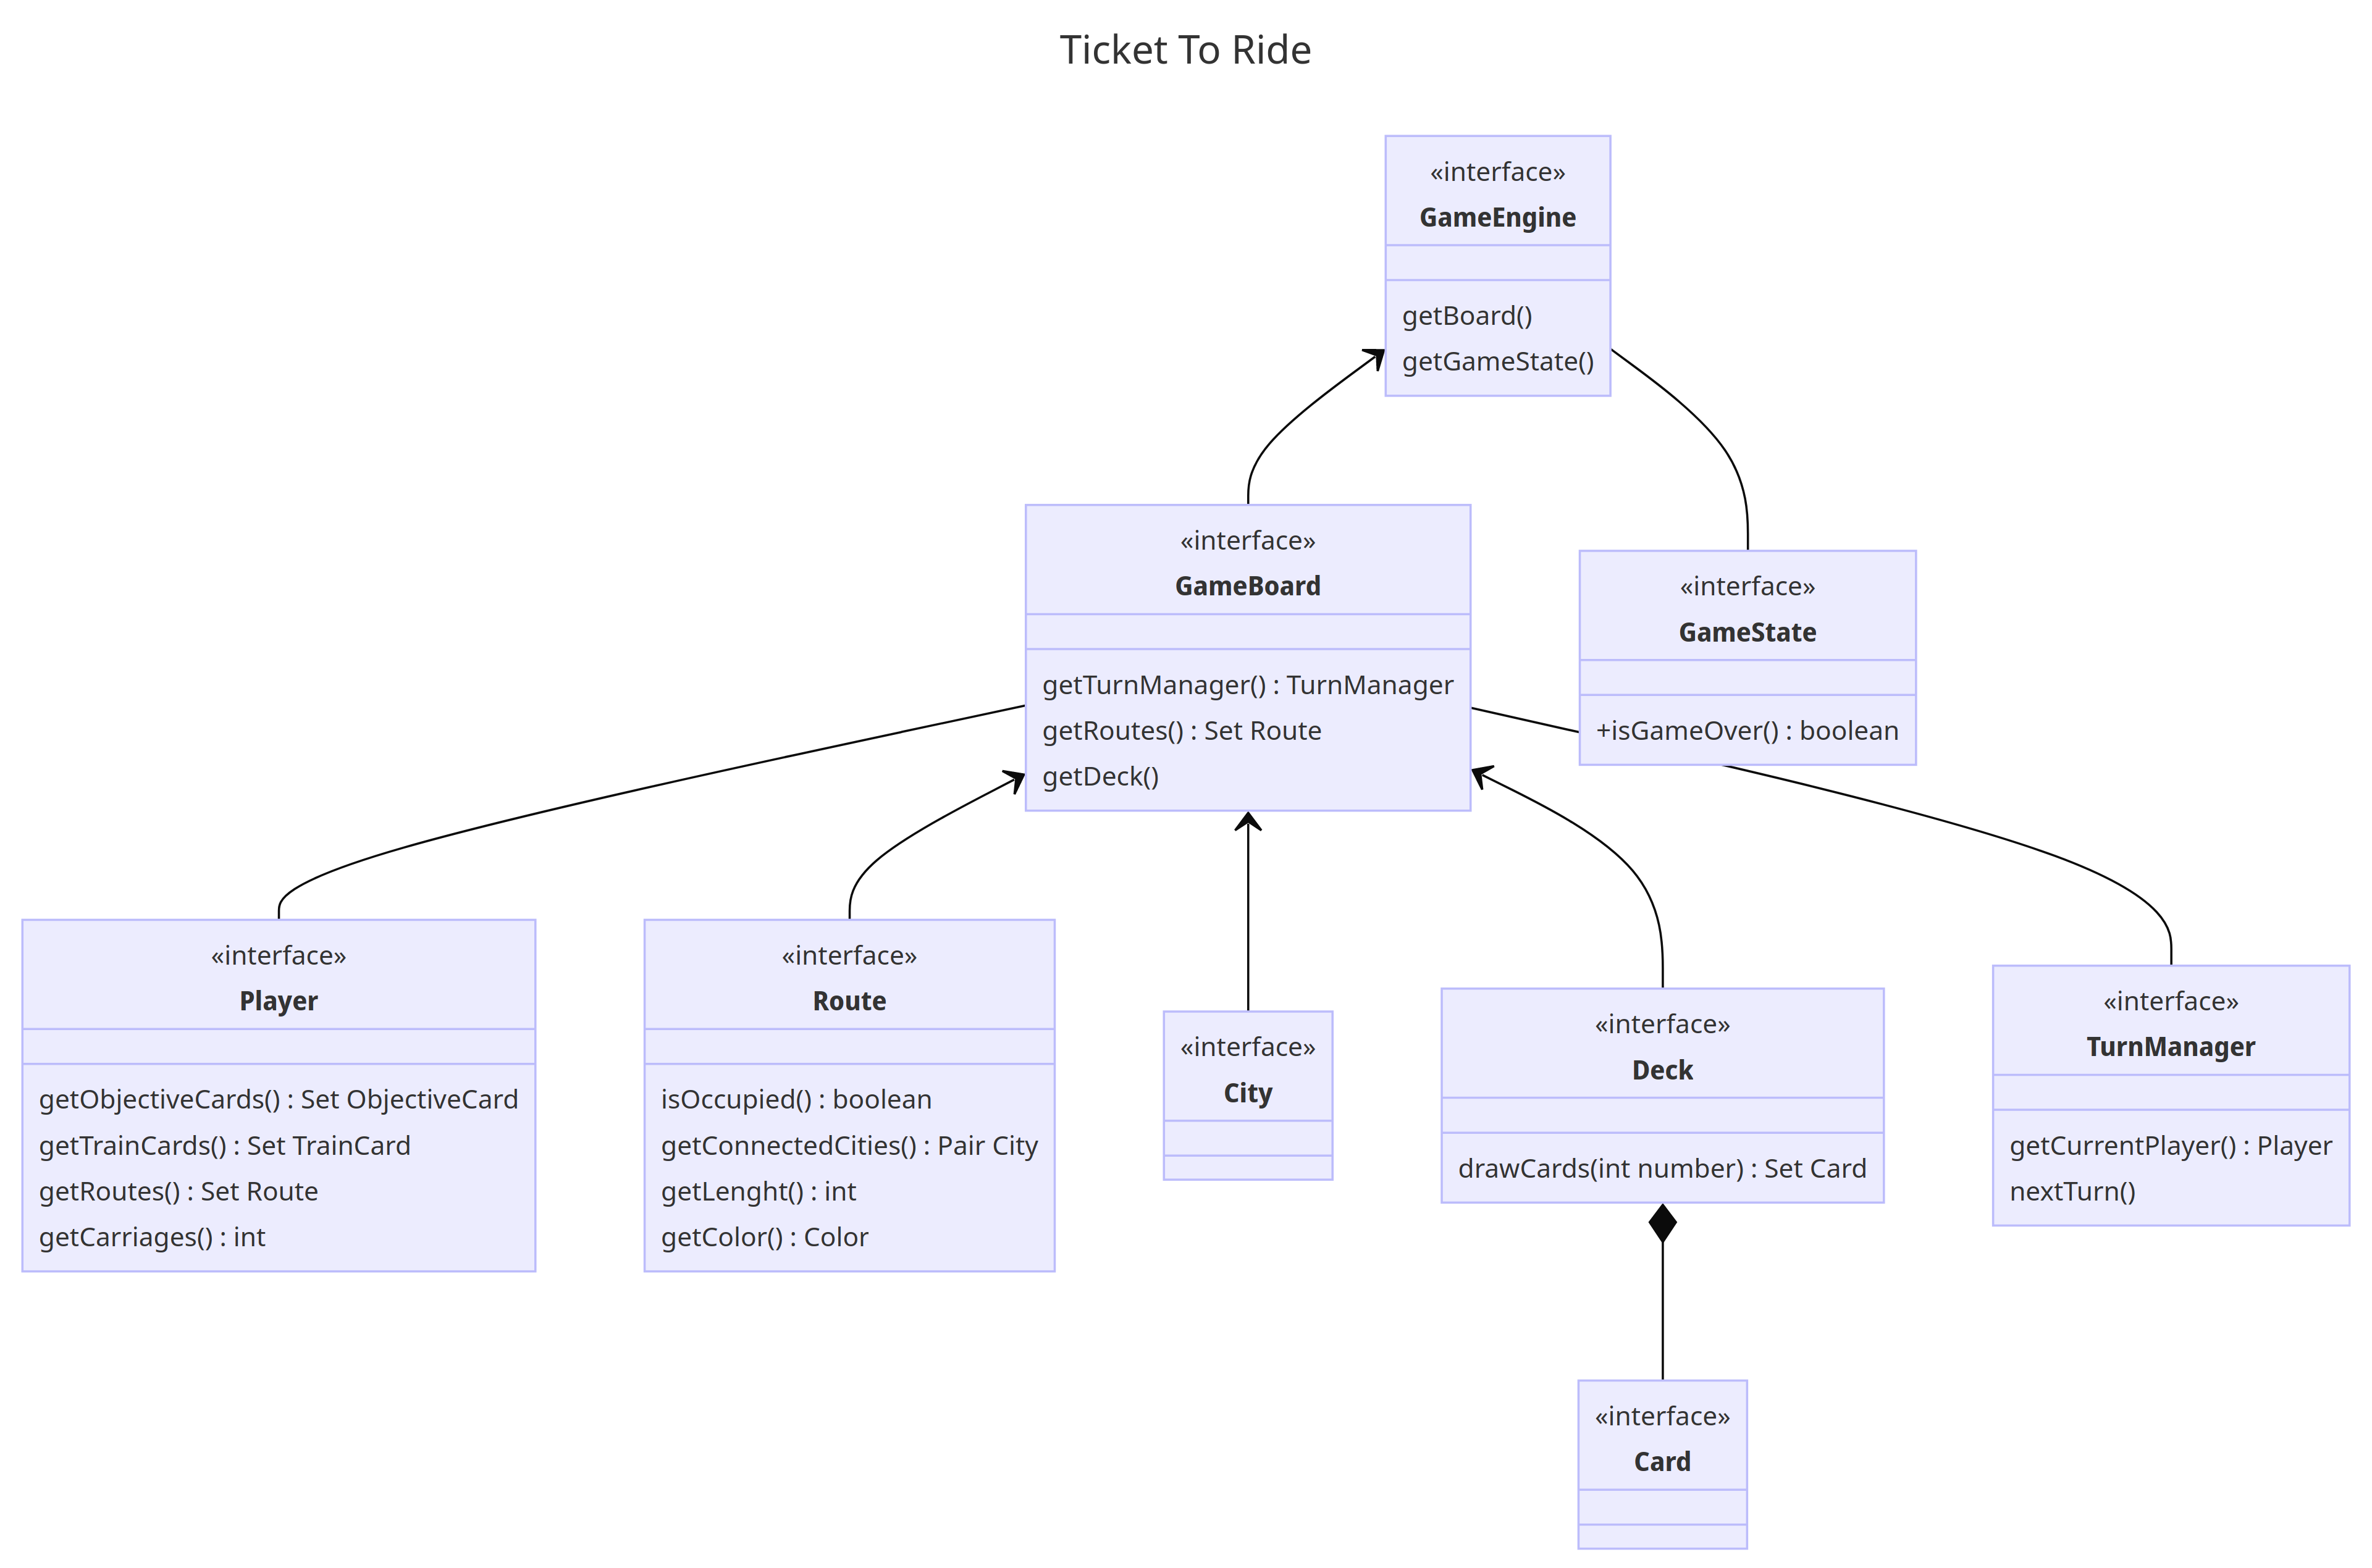 Ticket To Ride
«interface»
GameEngine
getBoard()
getGameState()
«interface»
GameBoard
getTurnManager() : TurnManager
getRoutes() : Set Route
getDeck()
«interface»
GameState
+isGameOver() : boolean
«interface»
Player
getObjectiveCards() : Set ObjectiveCard
getTrainCards() : Set TrainCard
getRoutes() : Set Route
getCarriages() : int
«interface»
Route
isOccupied() : boolean
getConnectedCities() : Pair City
getLenght() : int
getColor() : Color
«interface»
City
«interface»
Deck
drawCards(int number) : Set Card
«interface»
TurnManager
getCurrentPlayer() : Player
nextTurn()
«interface»
Card